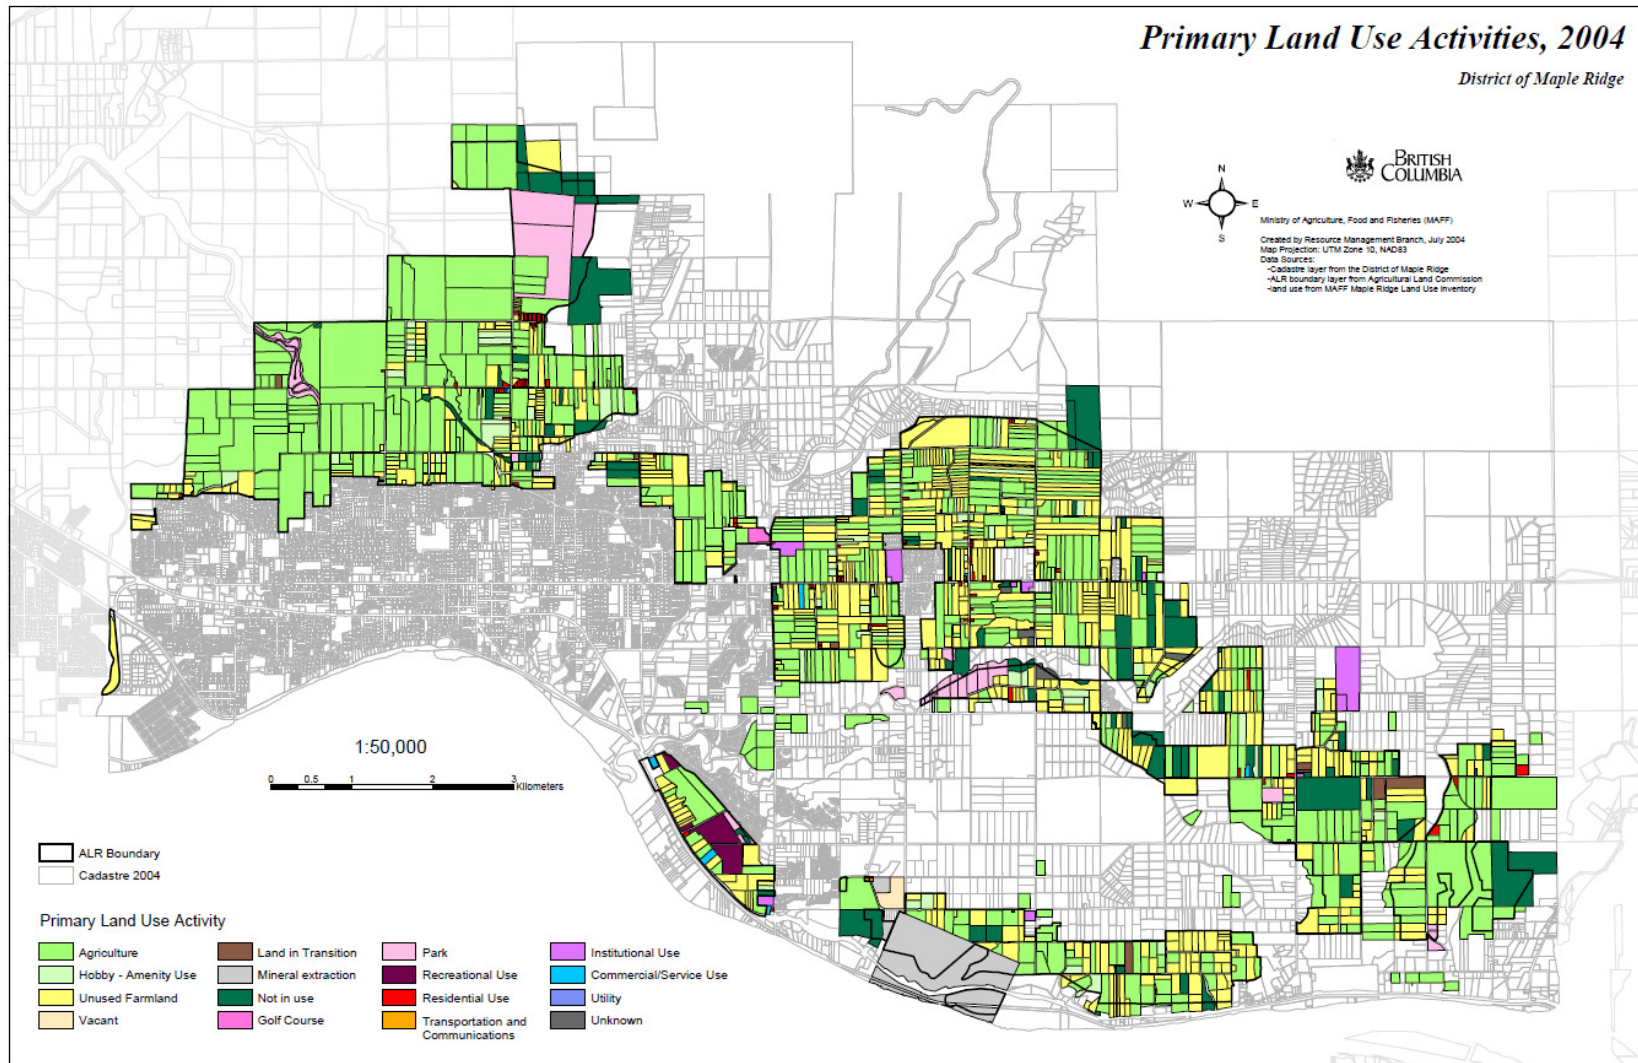 Primary Land Use Activities, 2004
District of Maple Ridge
BRITISH
COLUMBIA
N
W E
S
Ministry of Agriculture, Food and Fisheries (MAFF)
Created by Resource Management Branch, July 2004
Map Projection: UTM Zone 10, NAD83
Data Sources:
-Cadastre layer from the District of Maple Ridge
-ALR boundary layer from Agricultural Land Commission
-land use from MAFF Maple Ridge Land Use Inventory
1:50,000
0 0.5 1 2 3
Kilometers
ALR Boundary
Cadastre 2004
Primary Land Use Activity
Agriculture
Hobby - Amenity Use
Unused Farmland
Vacant
Land in Transition
Mineral extraction
Not in use
Golf Course
Park
Recreational Use
Residential Use
Transportation and
Communications
Institutional Use
Commercial/Service Use
Utility
Unknown